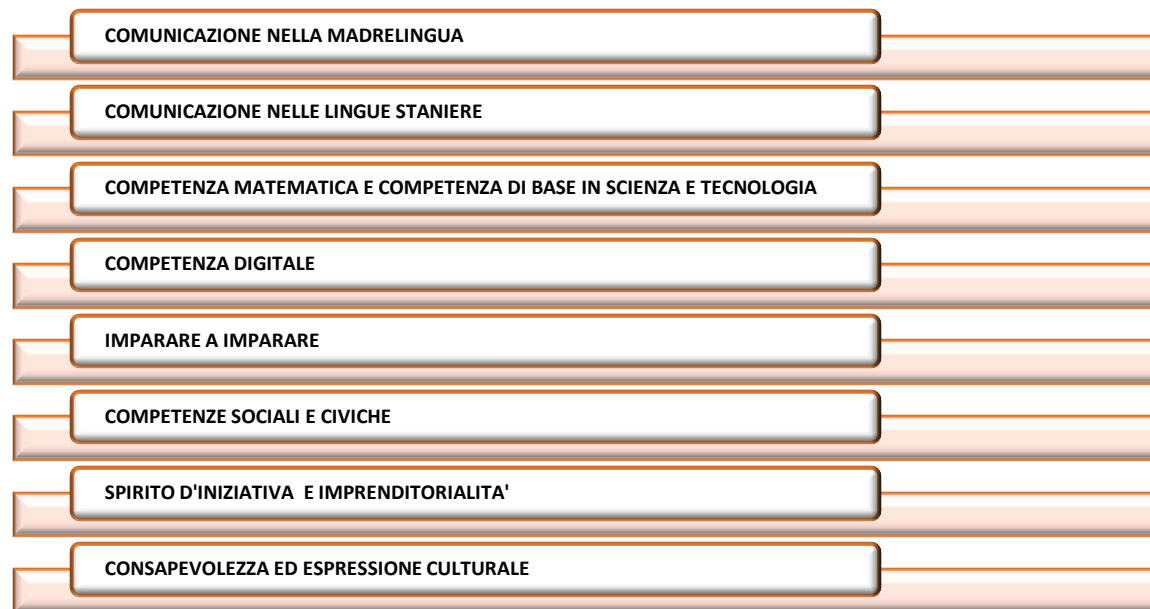 COMUNICAZIONE NELLA MADRELINGUA
COMUNICAZIONE NELLE LINGUE STANIERE
COMPETENZA MATEMATICA E COMPETENZA DI BASE IN SCIENZA E TECNOLOGIA
COMPETENZA DIGITALE
IMPARARE A IMPARARE
COMPETENZE SOCIALI E CIVICHE
SPIRITO D'INIZIATIVA  E IMPRENDITORIALITA'
CONSAPEVOLEZZA ED ESPRESSIONE CULTURALE